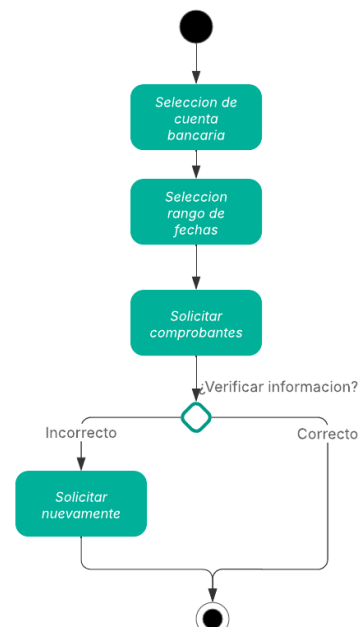 Seleccion de
cuenta
bancaria
Seleccion
rango de
fechas
Solicitar
comprobantes
¿Verificar informacion?
Incorrecto
Correcto
Solicitar
nuevamente